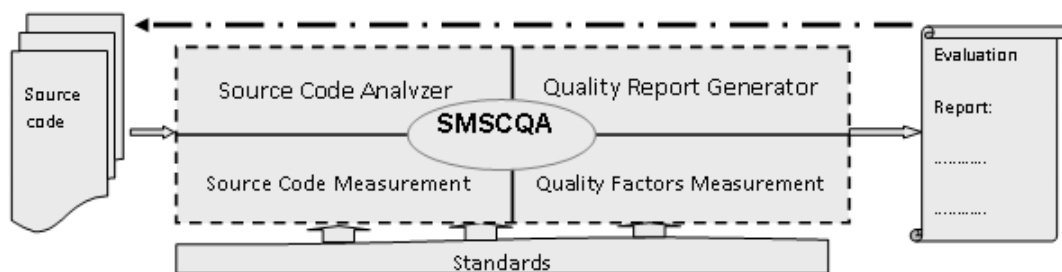 Source
code
Source Code Analyzer
Quality Report Generator
SMSCQA
Source Code Measurement
Quality Factors Measurement
Standards
Evaluation
Report:
............
............